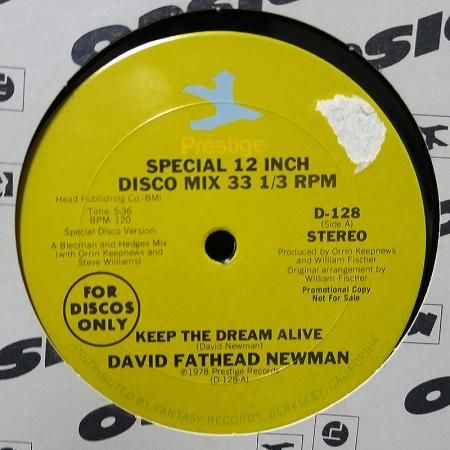 Prestige
SPECIAL 12 INCH
DISCO MIX 33 1/3 RPM
Head Publishing Co.-BMI
Time: 5:36
BPM: 120
Special Disco Version:
A Blecman and Hedges Mix
(with Orrin Keepnews and
Steve Williams)
D-128
(Side A)
STEREO
Produced by Orrin Keepnews
and William Fischer
Original arrangement by
William Fischer
Promotional Copy
Not For Sale
FOR
DISCOS
ONLY
KEEP THE DREAM ALIVE
(David Newman)
DAVID FATHEAD NEWMAN
℗1978 Prestige Records
(D-128-A)
DISTRIBUTED BY FANTASY RECORDS, BERKELEY, CALIFORNIA